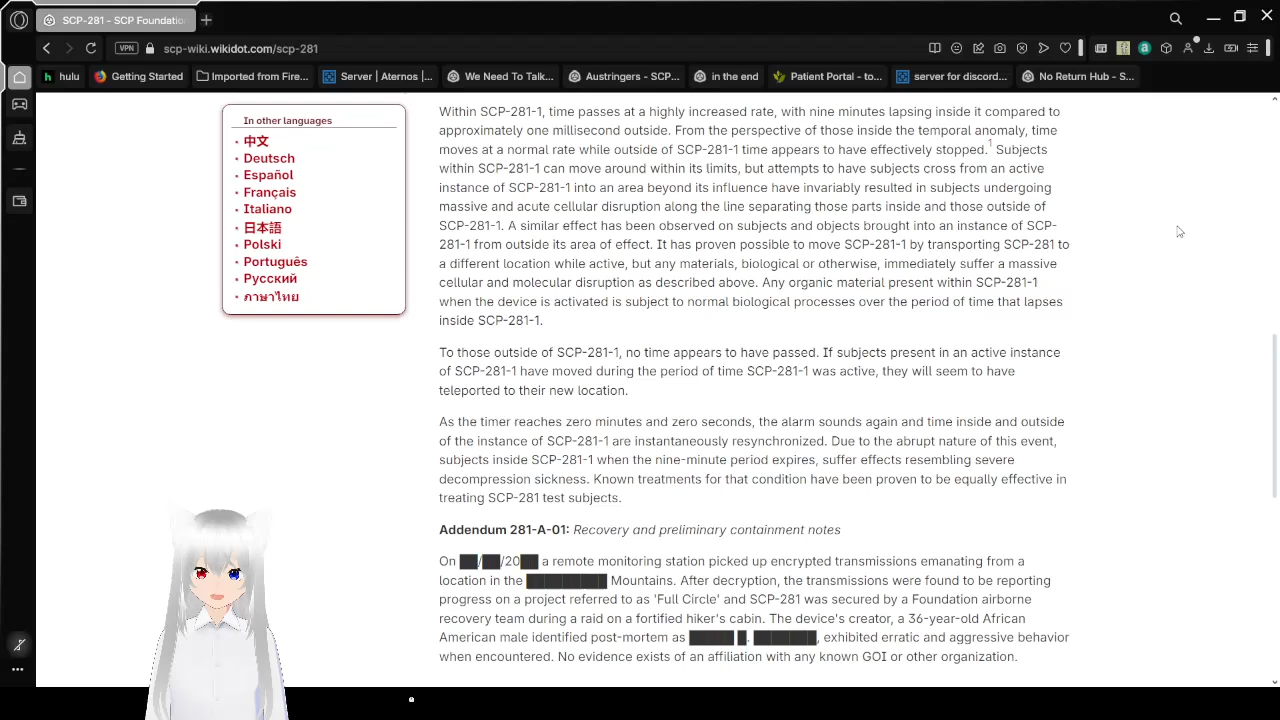 SCP-281 - SCP Foundation
VPN
scp-wiki.wikidot.com/scp-281
hulu
Getting Started
Imported from Fire...
Server | Aternos |...
We Need To Talk...
Austringers - SCP...
in the end
Patient Portal - to...
server for discord...
No Return Hub - S...
In other languages
中文
Deutsch
Español
Français
Italiano
日本語
Polski
Português
Русский
ภาษาไทย
Within SCP-281-1, time passes at a highly increased rate, with nine minutes lapsing inside it compared to
approximately one millisecond outside. From the perspective of those inside the temporal anomaly, time
moves at a normal rate while outside of SCP-281-1 time appears to have effectively stopped.1 Subjects
within SCP-281-1 can move around within its limits, but attempts to have subjects cross from an active
instance of SCP-281-1 into an area beyond its influence have invariably resulted in subjects undergoing
massive and acute cellular disruption along the line separating those parts inside and those outside of
SCP-281-1. A similar effect has been observed on subjects and objects brought into an instance of SCP-
281-1 from outside its area of effect. It has proven possible to move SCP-281-1 by transporting SCP-281 to
a different location while active, but any materials, biological or otherwise, immediately suffer a massive
cellular and molecular disruption as described above. Any organic material present within SCP-281-1
when the device is activated is subject to normal biological processes over the period of time that lapses
inside SCP-281-1.
To those outside of SCP-281-1, no time appears to have passed. If subjects present in an active instance
of SCP-281-1 have moved during the period of time SCP-281-1 was active, they will seem to have
teleported to their new location.
As the timer reaches zero minutes and zero seconds, the alarm sounds again and time inside and outside
of the instance of SCP-281-1 are instantaneously resynchronized. Due to the abrupt nature of this event,
subjects inside SCP-281-1 when the nine-minute period expires, suffer effects resembling severe
decompression sickness. Known treatments for that condition have been proven to be equally effective in
treating SCP-281 test subjects.
Addendum 281-A-01: Recovery and preliminary containment notes
On ██/██/20██ a remote monitoring station picked up encrypted transmissions emanating from a
location in the █████████ Mountains. After decryption, the transmissions were found to be reporting
progress on a project referred to as 'Full Circle' and SCP-281 was secured by a Foundation airborne
recovery team during a raid on a fortified hiker's cabin. The device's creator, a 36-year-old African
American male identified post-mortem as █████ █. ███████, exhibited erratic and aggressive behavior
when encountered. No evidence exists of an affiliation with any known GOI or other organization.